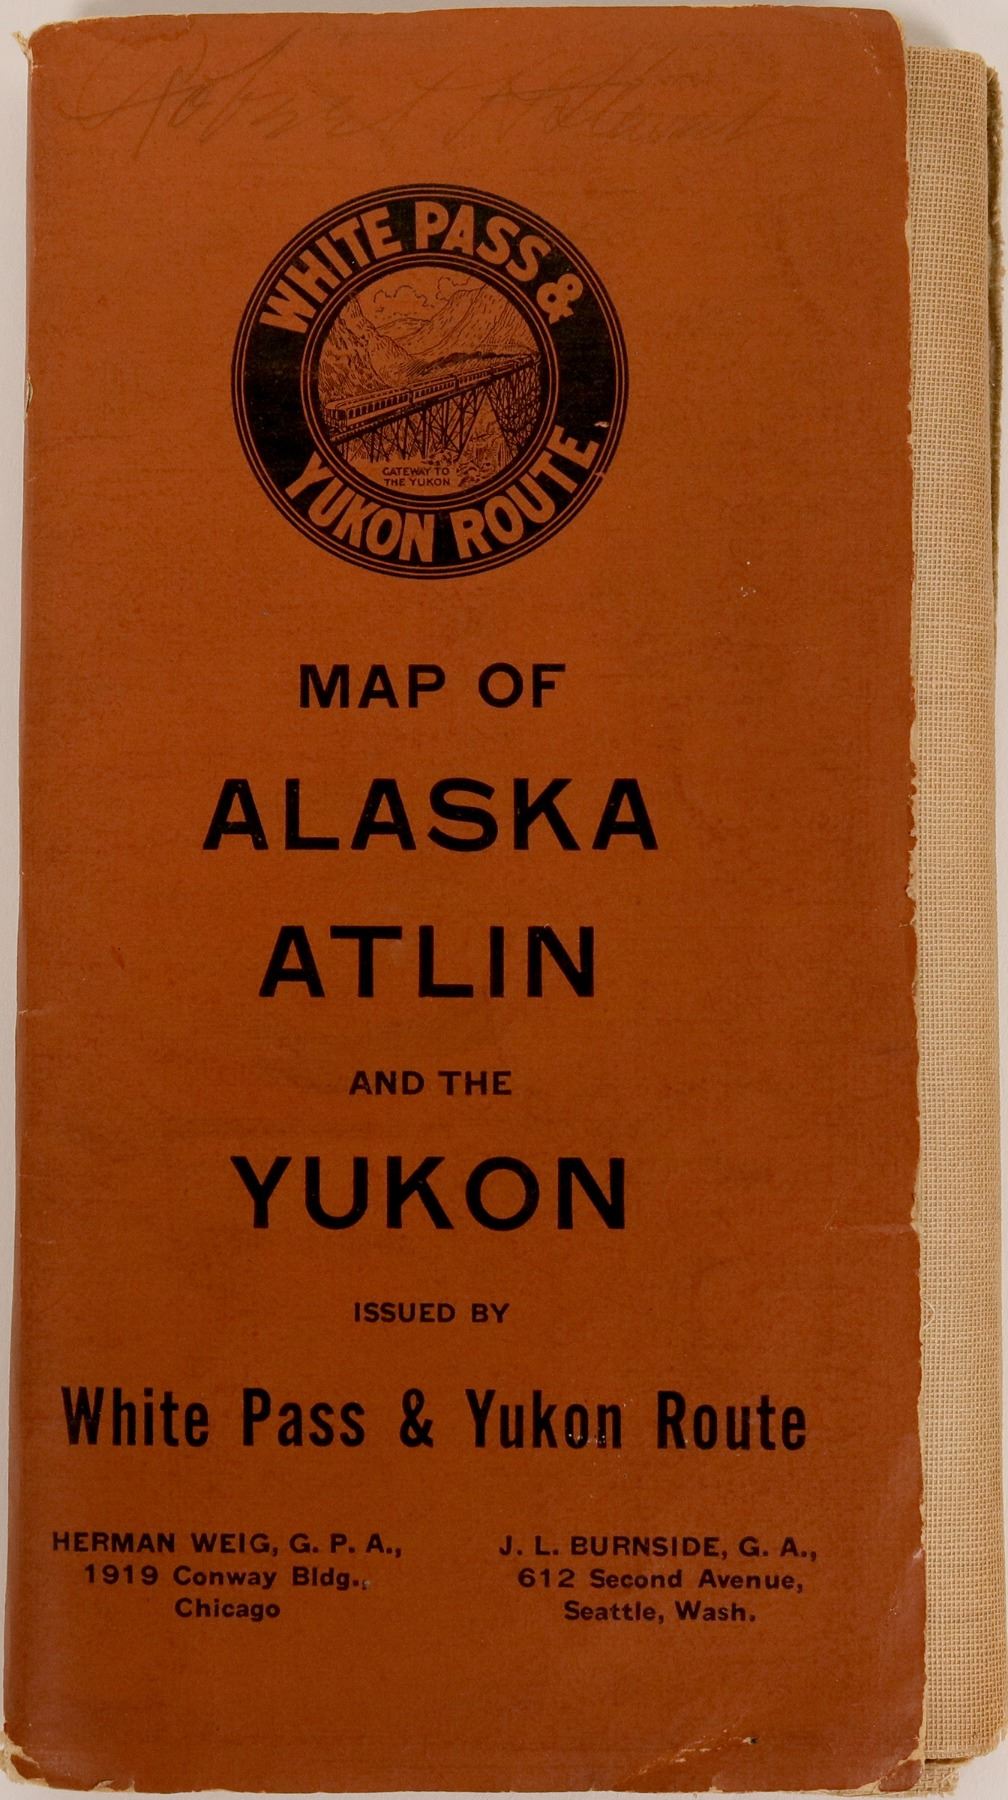 Robert
WHITE PASS &
YUKON ROUTE
GATEWAY TO
THE YUKON
MAP OF
ALASKA
ATLIN
AND THE
YUKON
ISSUED BY
White Pass & Yukon Route
HERMAN WEIG, G. P. A.,
1919 Conway Bldg.,
Chicago
J. L. BURNSIDE, G. A.,
612 Second Avenue,
Seattle, Wash.